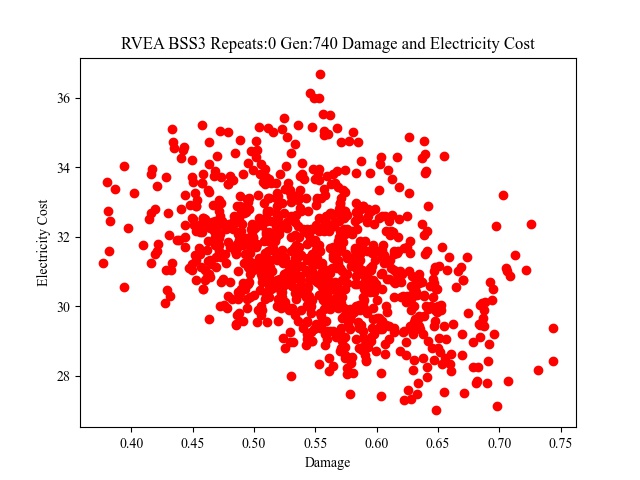 RVEA BSS3 Repeats:0 Gen:740 Damage and Electricity Cost
Electricity Cost
36
34
32
30
28
0.40 0.45 0.50 0.55 0.60 0.65 0.70 0.75
Damage